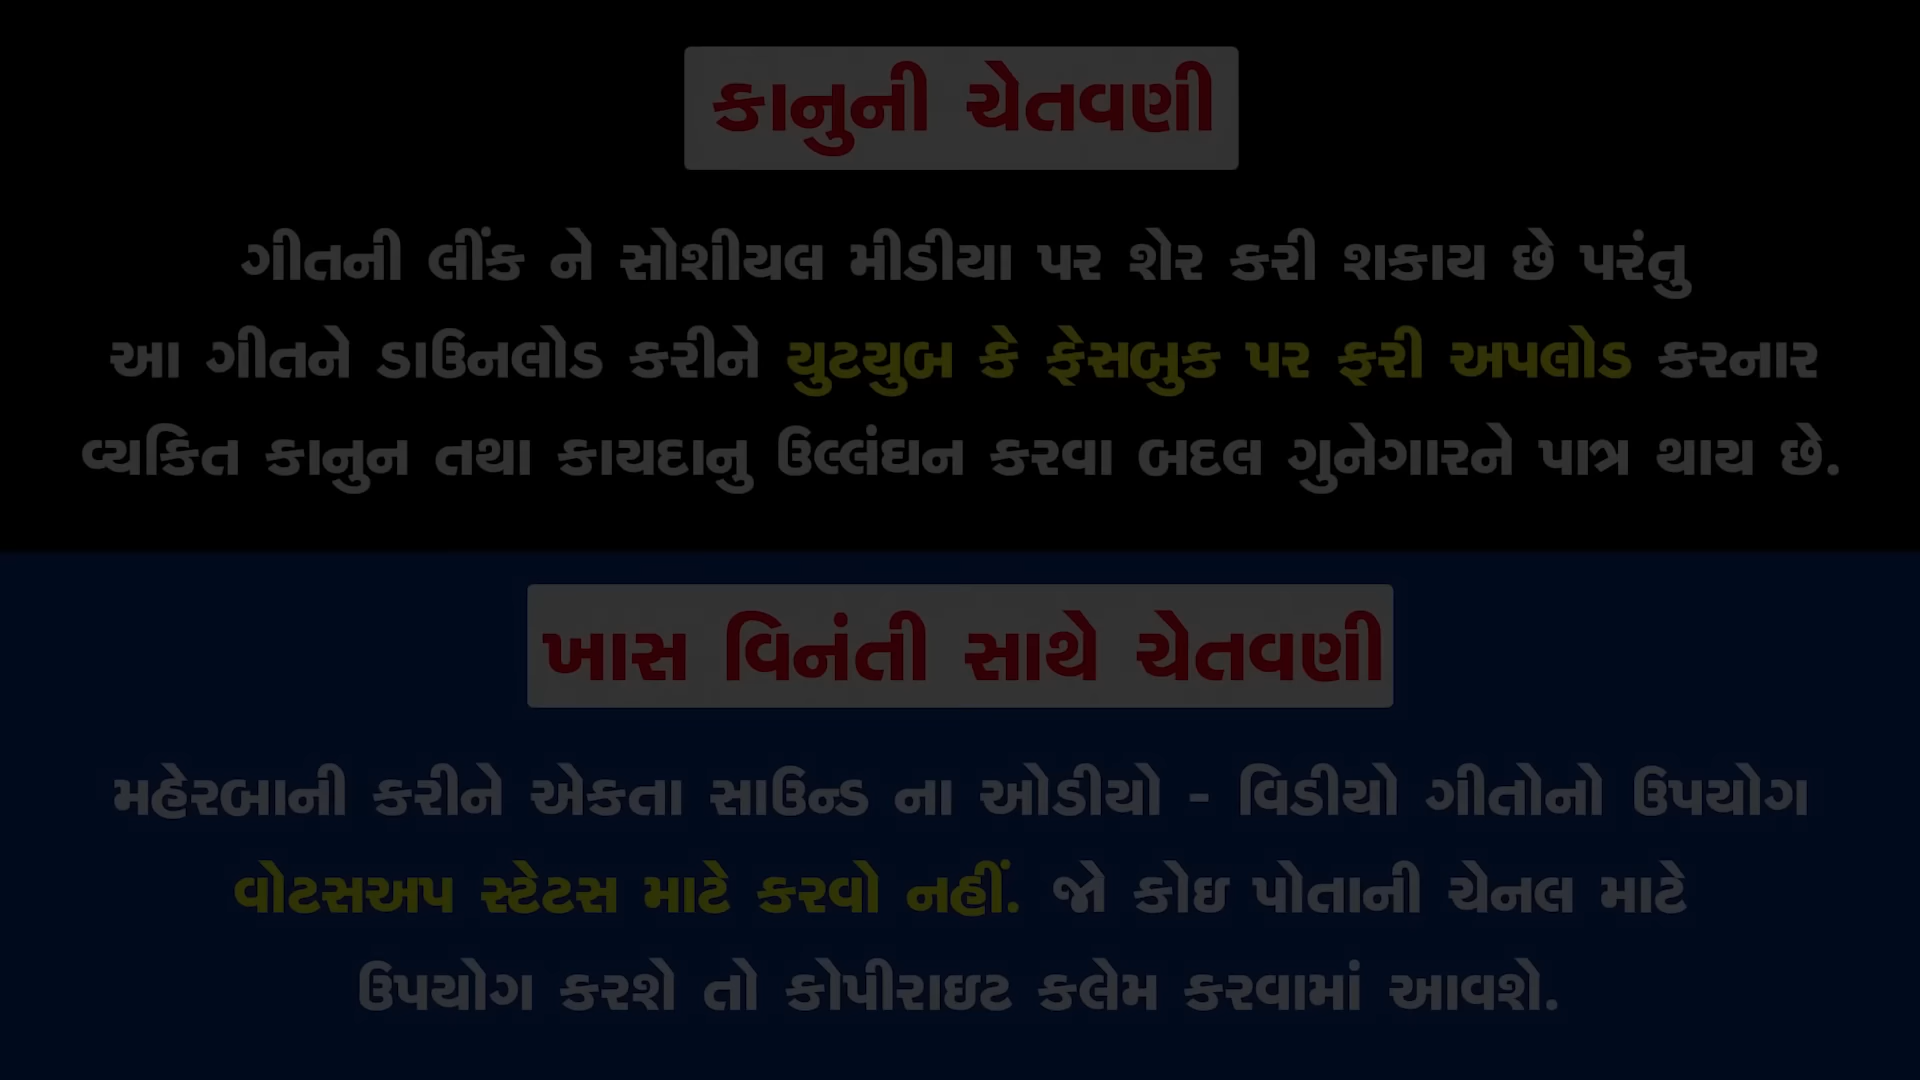 કાનુની ચેતવણી
ગીતની લીંક ને સોશીયલ મીડીયા પર શેર કરી શકાય છે પરંતુ
આ ગીતને ડાઉનલોડ કરીને યુટયુબ કે ફેસબુક પર ફરી અપલોડ કરનાર
વ્યકિત કાનુન તથા કાયદાનુ ઉલ્લંઘન કરવા બદલ ગુનેગારને પાત્ર થાય છે.
ખાસ વિનંતી સાથે ચેતવણી
મહેરબાની કરીને એકતા સાઉન્ડ ના ઓડીયો - વિડીયો ગીતોનો ઉપયોગ
વોટસઅપ સ્ટેટસ માટે કરવો નહીં. જો કોઇ પોતાની ચેનલ માટે
ઉપયોગ કરશે તો કોપીરાઇટ કલેમ કરવામાં આવશે.